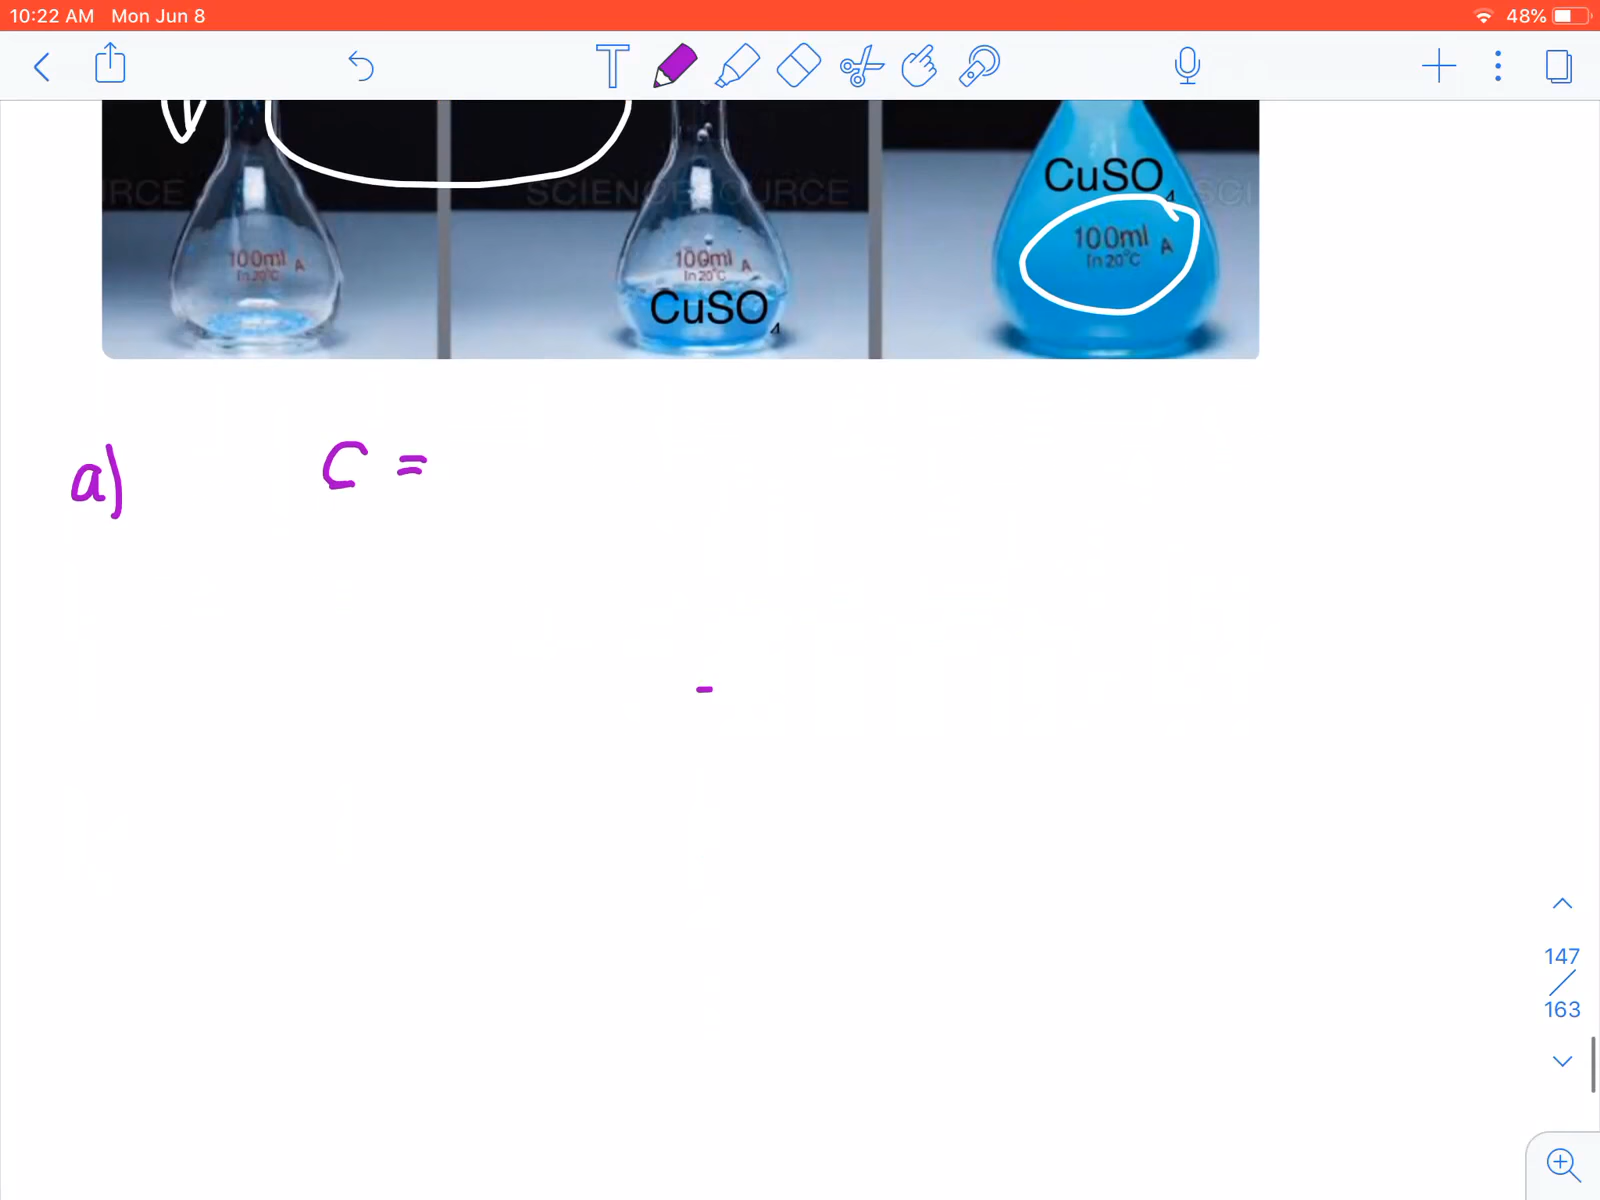 10:22 AM Mon Jun 8
48%
T
RCE
SCIENCE SOURCE
SCI
100ml A
In 20°C
100ml A
In 20°C
CuSO4
CuSO4
100ml A
In 20°C
a) C =
-
147
/
163